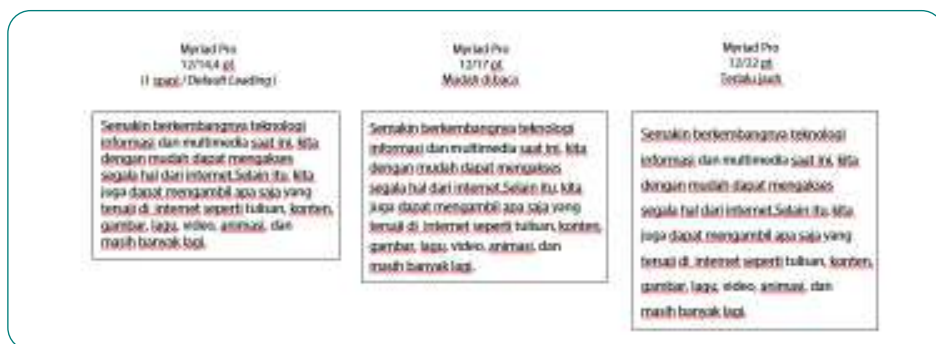 Myriad Pro
12/14,4 pt
(1 spasi / Default Leading)
Semakin berkembangnya teknologi
informasi dan multimedia saat ini, kita
dengan mudah dapat mengakses
segala hal dari internet.Selain itu, kita
juga dapat mengambil apa saja yang
tersaji di internet seperti tulisan, konten,
gambar, lagu, video, animasi, dan
masih banyak lagi.
Myriad Pro
12/17 pt
Mudah dibaca
Semakin berkembangnya teknologi
informasi dan multimedia saat ini, kita
dengan mudah dapat mengakses
segala hal dari internet.Selain itu, kita
juga dapat mengambil apa saja yang
tersaji di internet seperti tulisan, konten,
gambar, lagu, video, animasi, dan
masih banyak lagi.
Myriad Pro
12/22 pt
Terlalu jauh
Semakin berkembangnya teknologi
informasi dan multimedia saat ini, kita
dengan mudah dapat mengakses
segala hal dari internet.Selain itu, kita
juga dapat mengambil apa saja yang
tersaji di internet seperti tulisan, konten,
gambar, lagu, video, animasi, dan
masih banyak lagi.